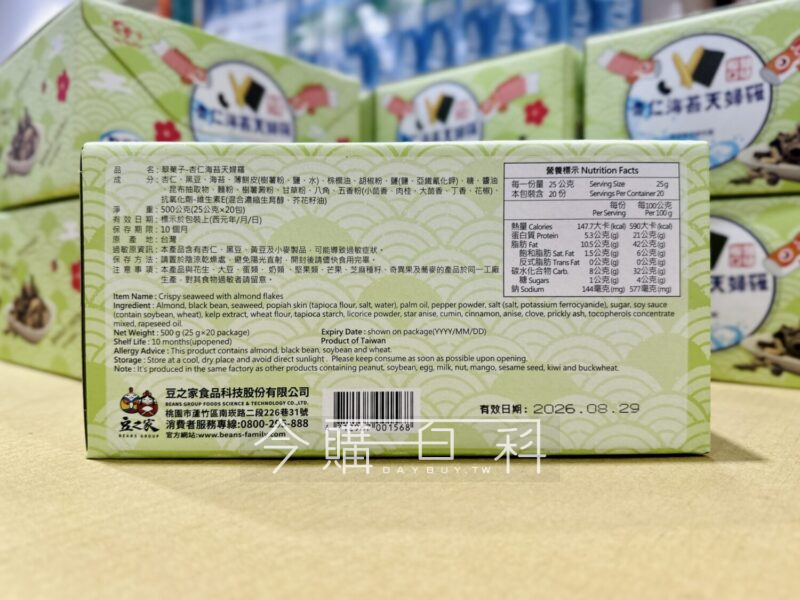 杏仁海苔天婦羅
杏仁海苔天婦羅
杏仁海苔天婦羅
品　名：翠菓子-杏仁海苔天婦羅
成　分：杏仁、黑豆、海苔、薄餅皮(樹薯粉、鹽、水)、棕櫚油、胡椒粉、鹽(鹽、亞鐵氰化鉀)、糖、醬油
、昆布抽取物、麵粉、樹薯澱粉、甘草粉、八角、五香粉(小茴香、肉桂、大茴香、丁香、花椒)、
抗氧化劑-維生素E(混合濃縮生育醇、芥花籽油)
淨　重：500公克(25公克×20包)
有效日期：標示於包裝上(西元年/月/日)
保存期限：10個月
原產地：台灣
過敏原資訊：本產品含有杏仁、黑豆、黃豆及小麥製品，可能導致過敏症狀。
保存方法：請置於陰涼乾燥處，避免陽光直射，開封後請儘快食用完畢。
注意事項：本產品與花生、大豆、蛋類、奶類、堅果類、芒果、芝麻種籽、奇異果及蕎麥的產品於同一工廠
生產，對其食物過敏者請留意。
Item Name : Crispy seaweed with almond flakes
Ingredient : Almond, black bean, seaweed, popiah skin (tapioca flour, salt, water), palm oil, pepper powder, salt (salt, potassium ferrocyanide), sugar, soy sauce
(contain soybean, wheat), kelp extract, wheat flour, tapioca starch, licorice powder, star anise, cumin, cinnamon, anise, clove, prickly ash, tocopherols concentrate
mixed, rapeseed oil.
Net Weight : 500 g (25 g×20 package)
Expiry Date : shown on package(YYYY/MM/DD)
Shelf Life : 10 months(upopened)
Product of Taiwan
Allergy Advice : This product contains almond, black bean, soybean and wheat.
Storage : Store at a cool, dry place and avoid direct sunlight . Please keep consume as soon as possible upon opening.
Note : It's produced in the same factory as other products containing peanut, soybean, egg, milk, nut, mango, sesame seed, kiwi and buckwheat.
營養標示 Nutrition Facts
每一份量 25 公克 Serving Size 25g
本包裝含 20 份 Servings Per Container 20
每份 每100公克
Per Serving Per 100 g
熱量 Calories 147.7大卡(kcal) 590大卡(kcal)
蛋白質 Protein 5.3公克(g) 21公克(g)
脂肪 Fat 10.5公克(g) 42公克(g)
飽和脂肪 Sat. Fat 1.5公克(g) 6公克(g)
反式脂肪 Trans Fat 0公克(g) 0公克(g)
碳水化合物 Carb. 8公克(g) 32公克(g)
糖 Sugars 1公克(g) 4公克(g)
鈉 Sodium 144毫克(mg) 577毫克(mg)
豆之家
BEANS GROUP
豆之家食品科技股份有限公司
BEANS GROUP FOODS SCIENCE & TECHNOLOGY CO.,LTD.
桃園市蘆竹區南崁路二段226巷31號
消費者服務專線:0800-295-888
官方網站:www.beans-family.com
有效日期: 2026.08.29
今購百科
DAYBUY.TW